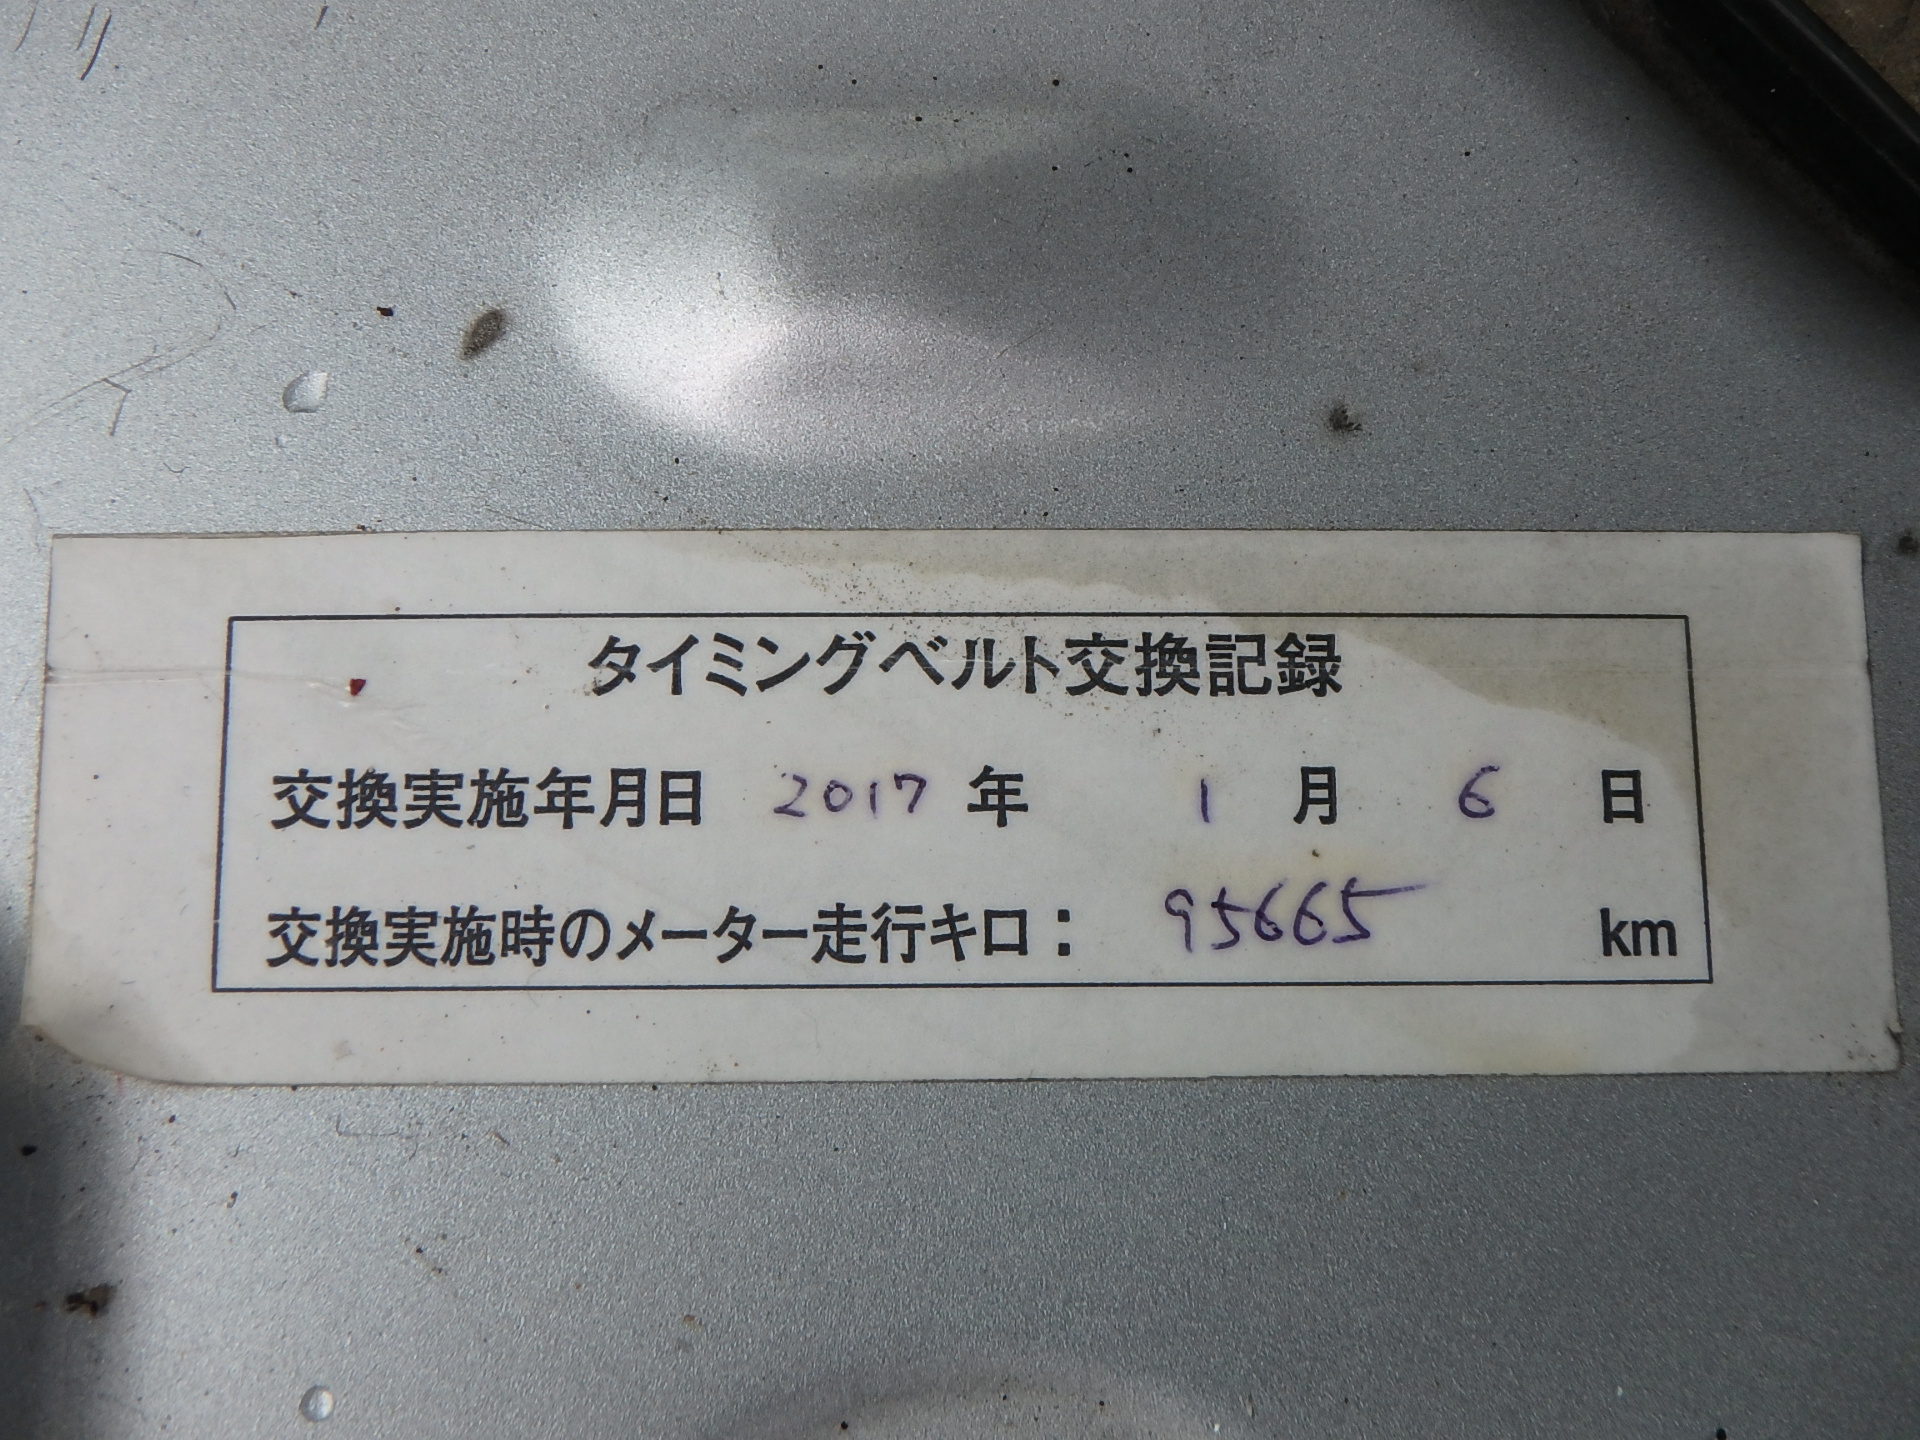 タイミングベルト交換記録
交換実施年月日 2017 年 1 月 6 日
交換実施時のメーター走行キロ： 95665 km